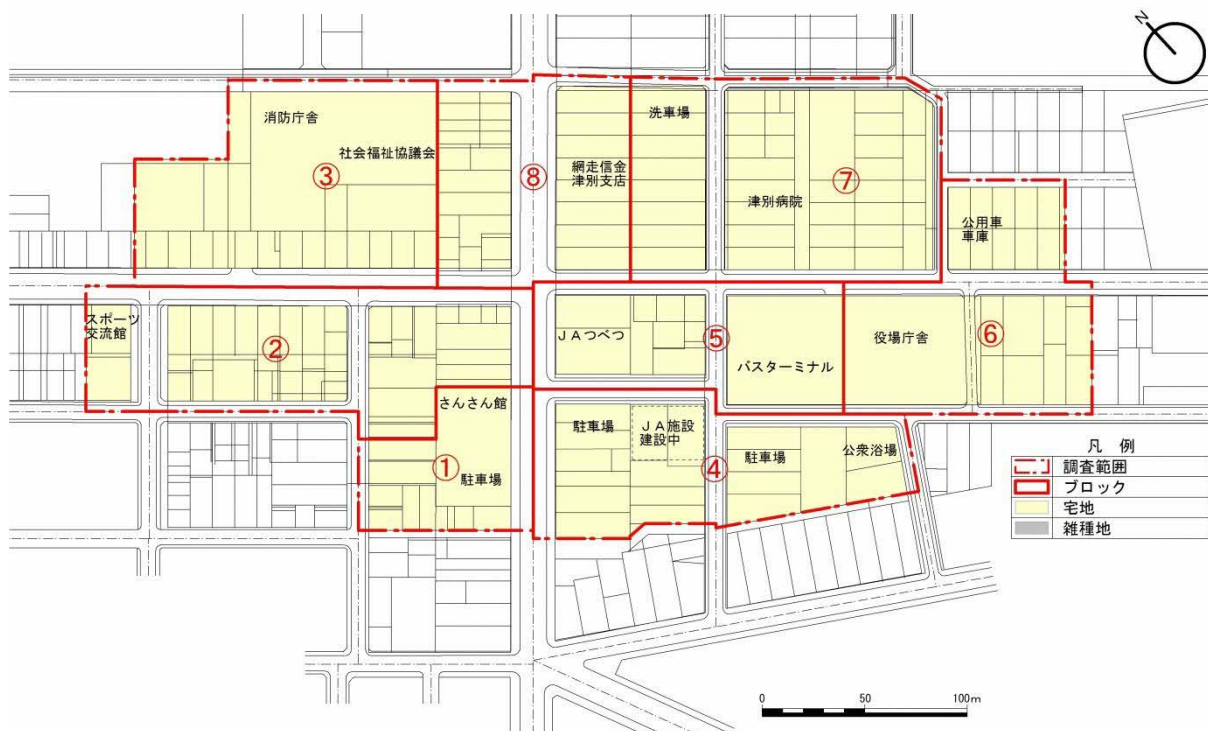 N
消防庁舎
洗車場
社会福祉協議会
③
⑧
網走信金
津別支店
⑦
津別病院
公用車
車庫
スポーツ
交流館
②
JAつべつ
⑤
役場庁舎
⑥
バスターミナル
さんさん館
駐車場
JA施設
建設中
④
駐車場
公衆浴場
①
駐車場
凡 例
調査範囲
ブロック
宅地
雑種地
0 50 100m